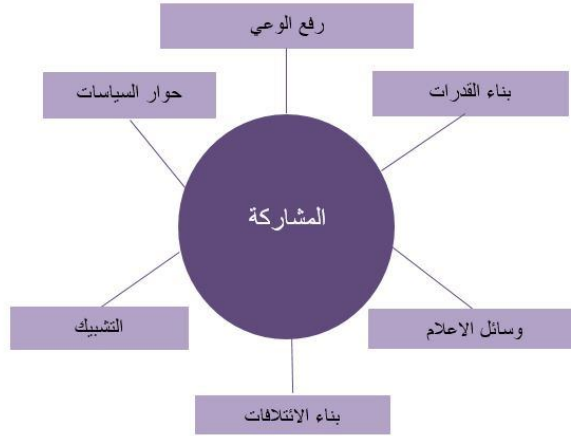 رفع الوعي
بناء القدرات
حوار السياسات
المشاركة
وسائل الاعلام
التشبيك
بناء الائتلافات